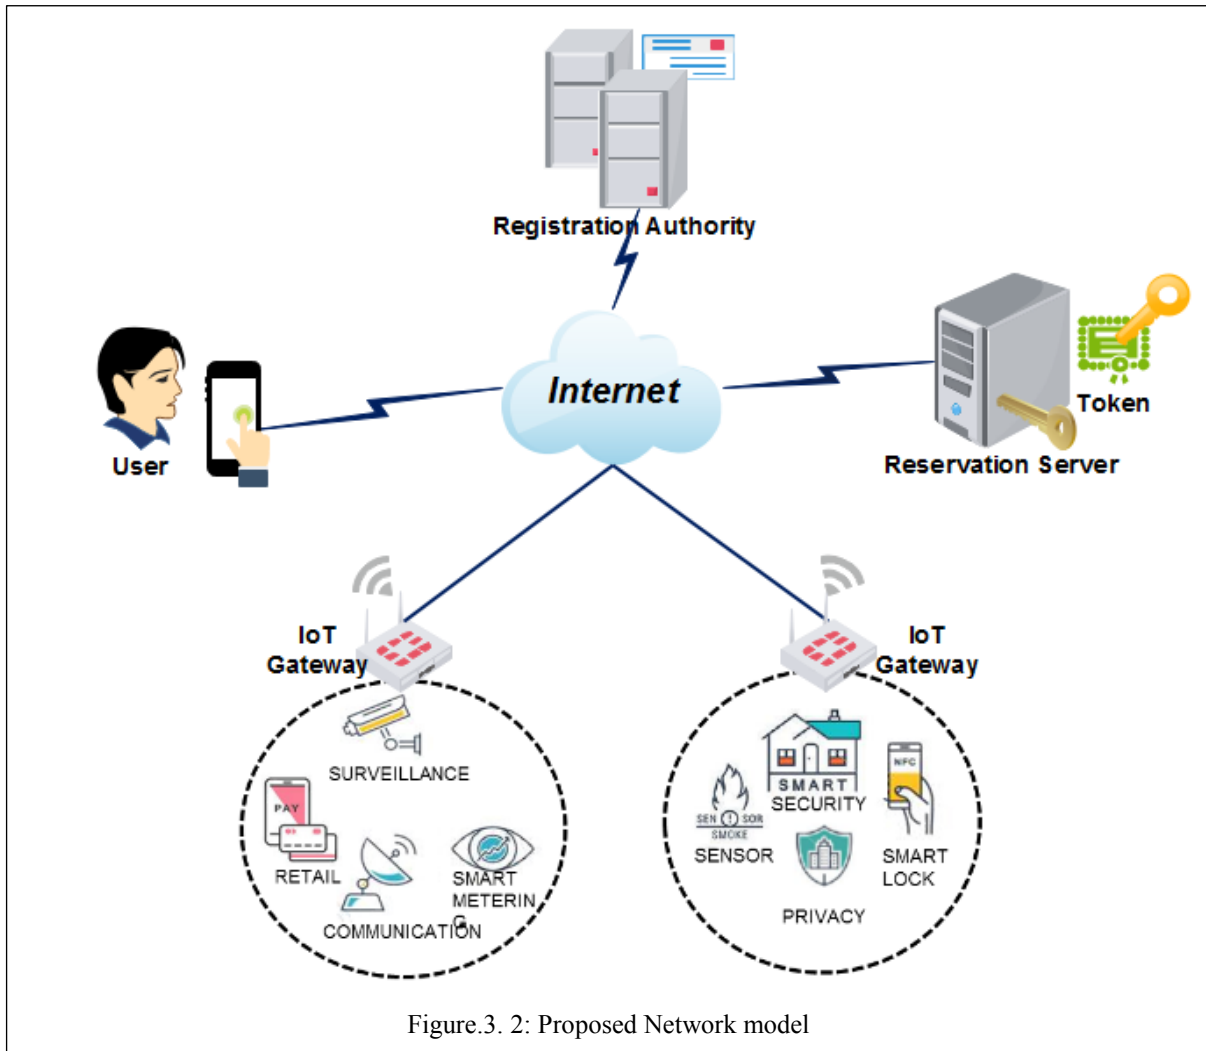 Registration Authority
Internet
Token
User
Reservation Server
IoT
Gateway
IoT
Gateway
SURVEILLANCE
PAY
RETAIL
SMART
METERIN
G
COMMUNICATION
SMART
SECURITY
NFC
SEN SOR
SMOKE
SENSOR
SMART
LOCK
PRIVACY
Figure.3. 2: Proposed Network model